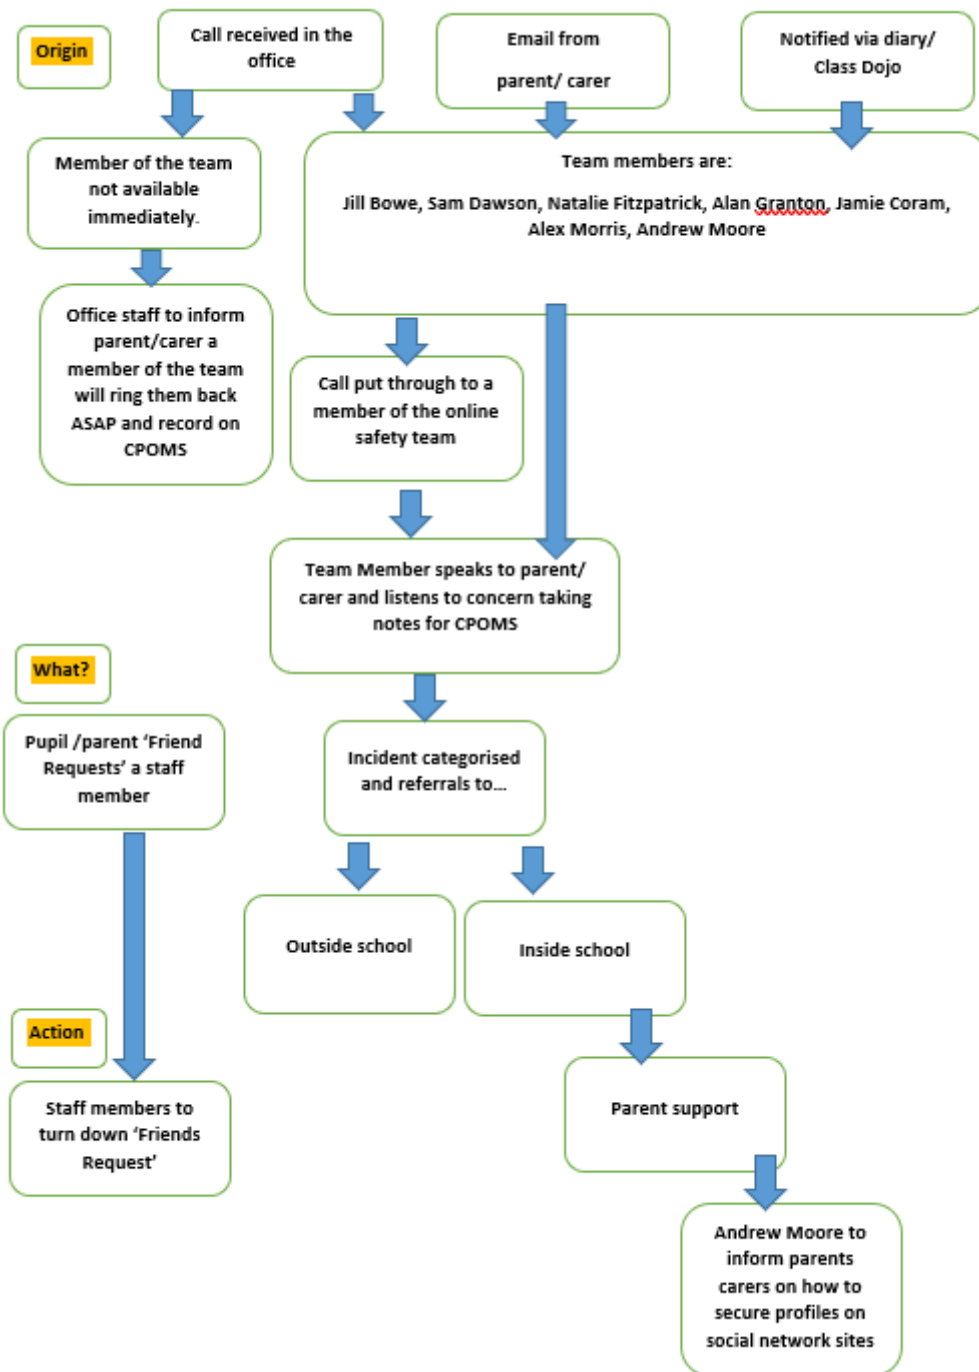 Origin
Call received in the
office
Email from
parent/ carer
Notified via diary/
Class Dojo
Member of the team
not available
immediately.
Team members are:
Jill Bowe, Sam Dawson, Natalie Fitzpatrick, Alan Granton, Jamie Coram,
Alex Morris, Andrew Moore
Office staff to inform
parent/carer a
member of the team
will ring them back
ASAP and record on
CPOMS
Call put through to a
member of the online
safety team
Team Member speaks to parent/
carer and listens to concern taking
notes for CPOMS
What?
Pupil /parent ‘Friend
Requests’ a staff
member
Incident categorised
and referrals to...
Outside school
Inside school
Action
Staff members to
turn down ‘Friends
Request’
Parent support
Andrew Moore to
inform parents
carers on how to
secure profiles on
social network sites